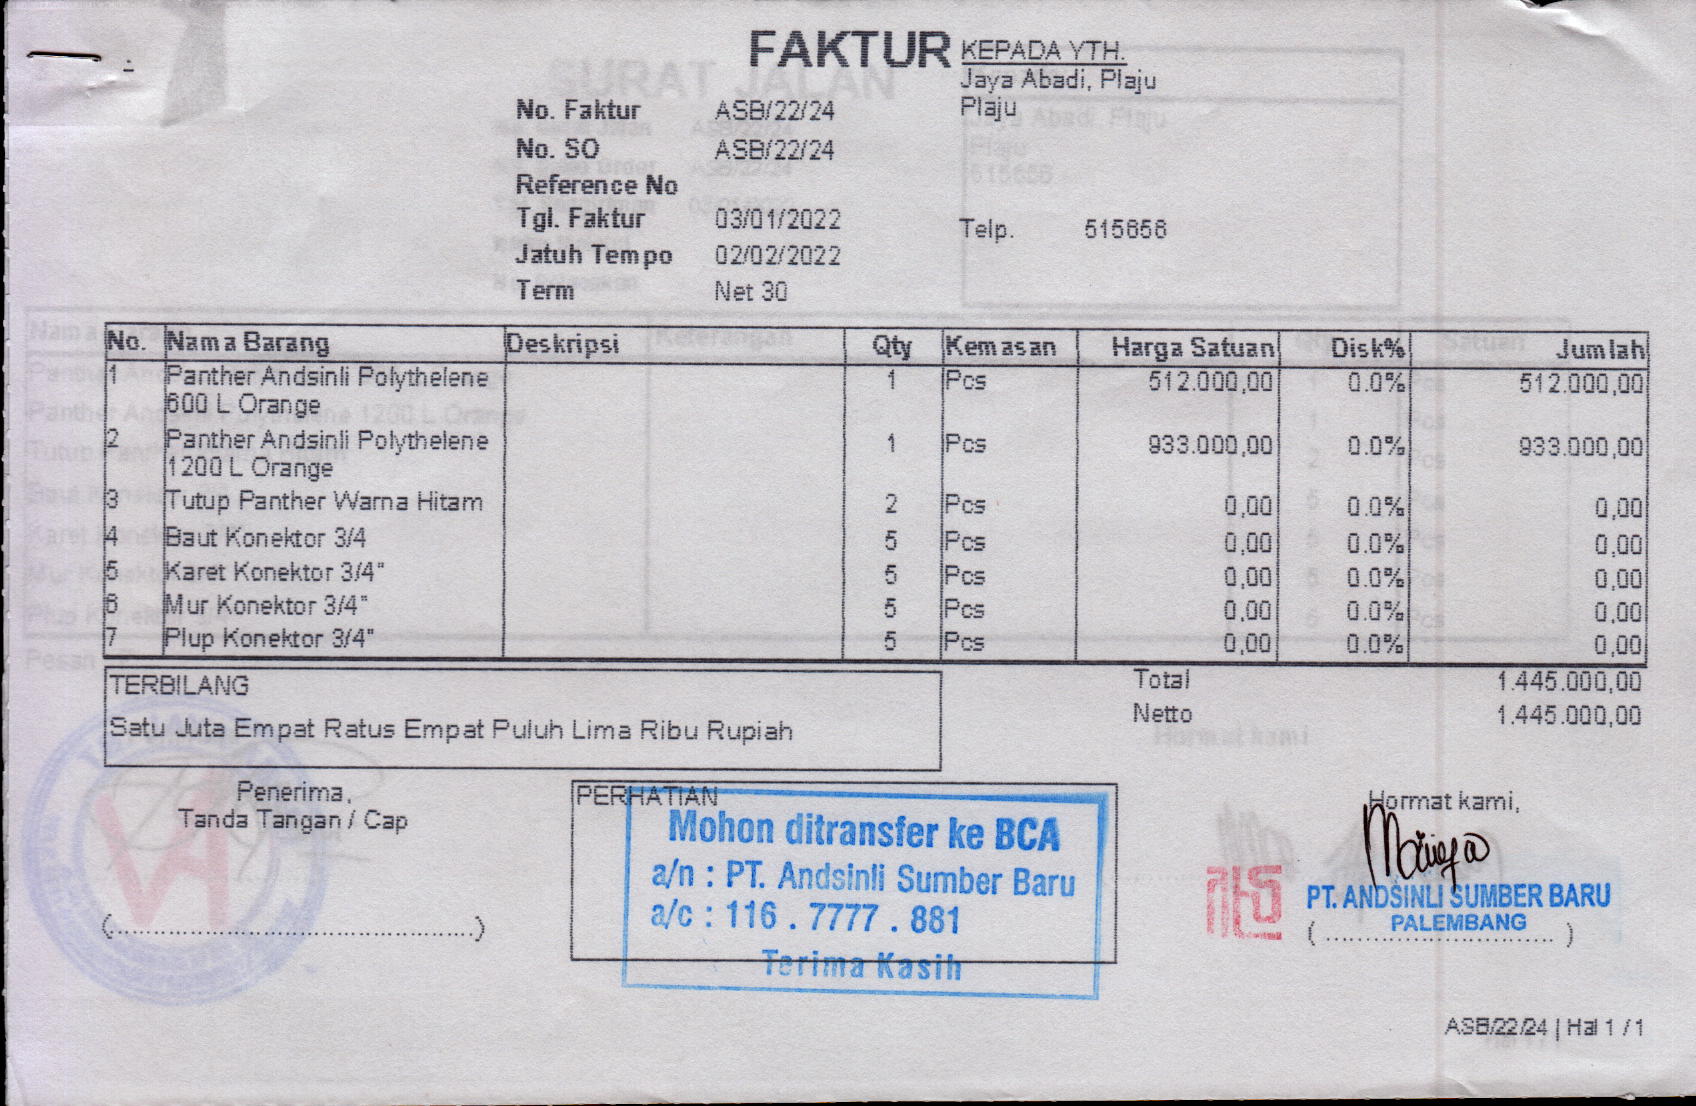 FAKTUR
KEPADA YTH.
Jaya Abadi, Plaju
Plaju
Telp. 515656
No. Faktur ASB/22/24
No. SO ASB/22/24
Reference No
Tgl. Faktur 03/01/2022
Jatuh Tempo 02/02/2022
Term Net 30
No. Nama Barang Deskripsi Qty Kemasan Harga Satuan Disk% Jumlah
1 Panther Andsinli Polythelene 1 Pcs 512.000,00 0.0% 512.000,00
600 L Orange
2 Panther Andsinli Polythelene 1 Pcs 933.000,00 0.0% 933.000,00
1200 L Orange
3 Tutup Panther Warna Hitam 2 Pcs 0,00 0.0% 0,00
4 Baut Konektor 3/4 5 Pcs 0,00 0.0% 0,00
5 Karet Konektor 3/4" 5 Pcs 0,00 0.0% 0,00
6 Mur Konektor 3/4" 5 Pcs 0,00 0.0% 0,00
7 Plup Konektor 3/4" 5 Pcs 0,00 0.0% 0,00
Total 1.445.000,00
Netto 1.445.000,00
TERBILANG
Satu Juta Empat Ratus Empat Puluh Lima Ribu Rupiah
Penerima,
Tanda Tangan / Cap
(................................................)
PERHATIAN
Mohon ditransfer ke BCA
a/n : PT. Andsinli Sumber Baru
a/c : 116 . 7777 . 881
Terima Kasih
Hormat kami,
PT. ANDSINLI SUMBER BARU
PALEMBANG
( .............................. )
ASB/22/24 | Hal 1 / 1